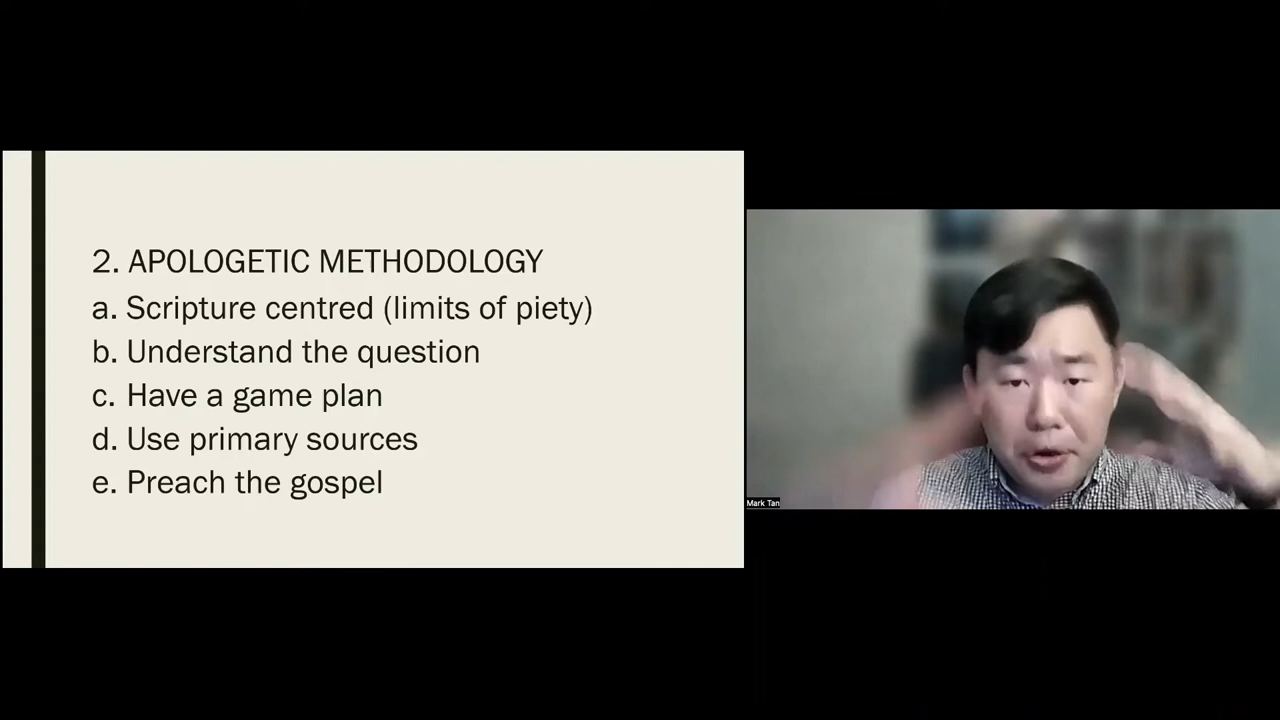 2. APOLOGETIC METHODOLOGY
a. Scripture centred (limits of piety)
b. Understand the question
c. Have a game plan
d. Use primary sources
e. Preach the gospel
Mark Tan